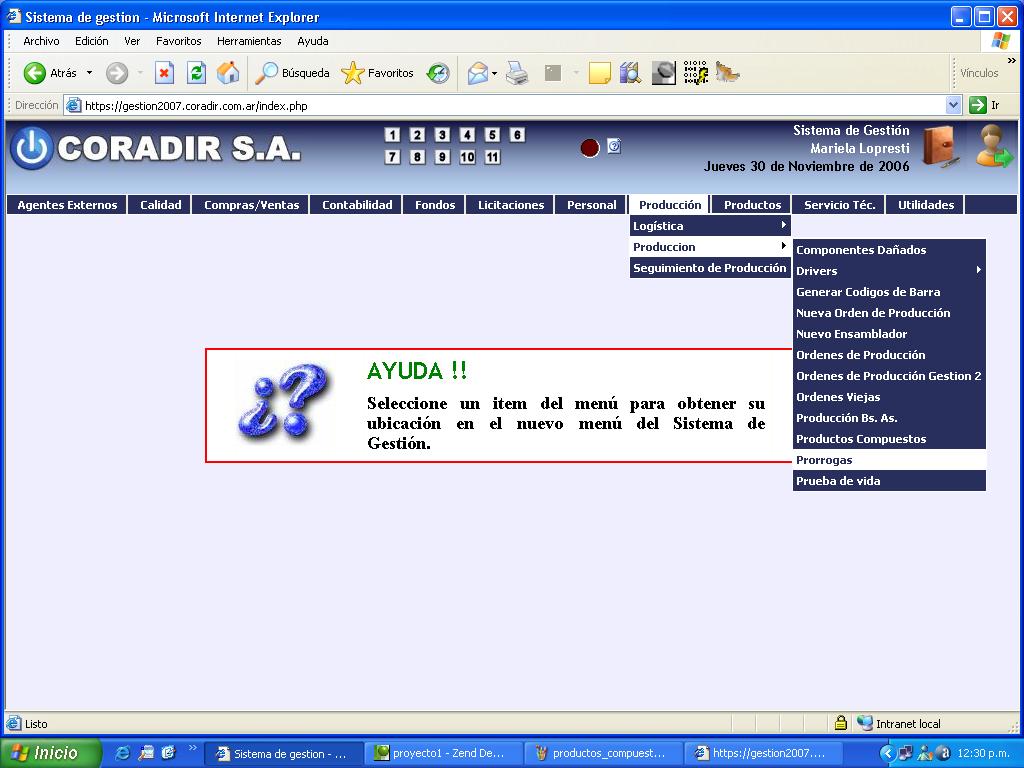 Sistema de gestion - Microsoft Internet Explorer
Archivo Edición Ver Favoritos Herramientas Ayuda
Atrás Búsqueda Favoritos Vínculos »
Dirección https://gestion2007.coradir.com.ar/index.php Ir
CORADIR S.A.
1 2 3 4 5 6
7 8 9 10 11
Sistema de Gestión
Mariela Lopresti
Jueves 30 de Noviembre de 2006
Agentes Externos Calidad Compras/Ventas Contabilidad Fondos Licitaciones Personal Producción Productos Servicio Téc. Utilidades
Logística
Produccion
Seguimiento de Producción
Componentes Dañados
Drivers
Generar Codigos de Barra
Nueva Orden de Producción
Nuevo Ensamblador
Ordenes de Producción
Ordenes de Producción Gestion 2
Ordenes Viejas
Producción Bs. As.
Productos Compuestos
Prorrogas
Prueba de vida
¿?
AYUDA !!
Seleccione un item del menú para obtener su
ubicación en el nuevo menú del Sistema de
Gestión.
Listo Intranet local
Inicio » Sistema de gestion - ... proyecto1 - Zend De... productos_compuest... https://gestion2007.... 12:30 p.m.